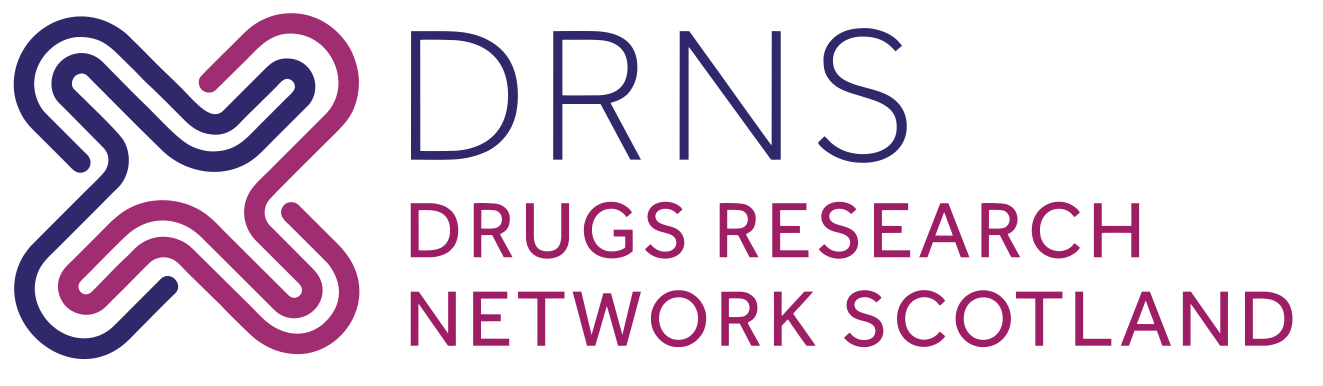 DRNS
DRUGS RESEARCH
NETWORK SCOTLAND